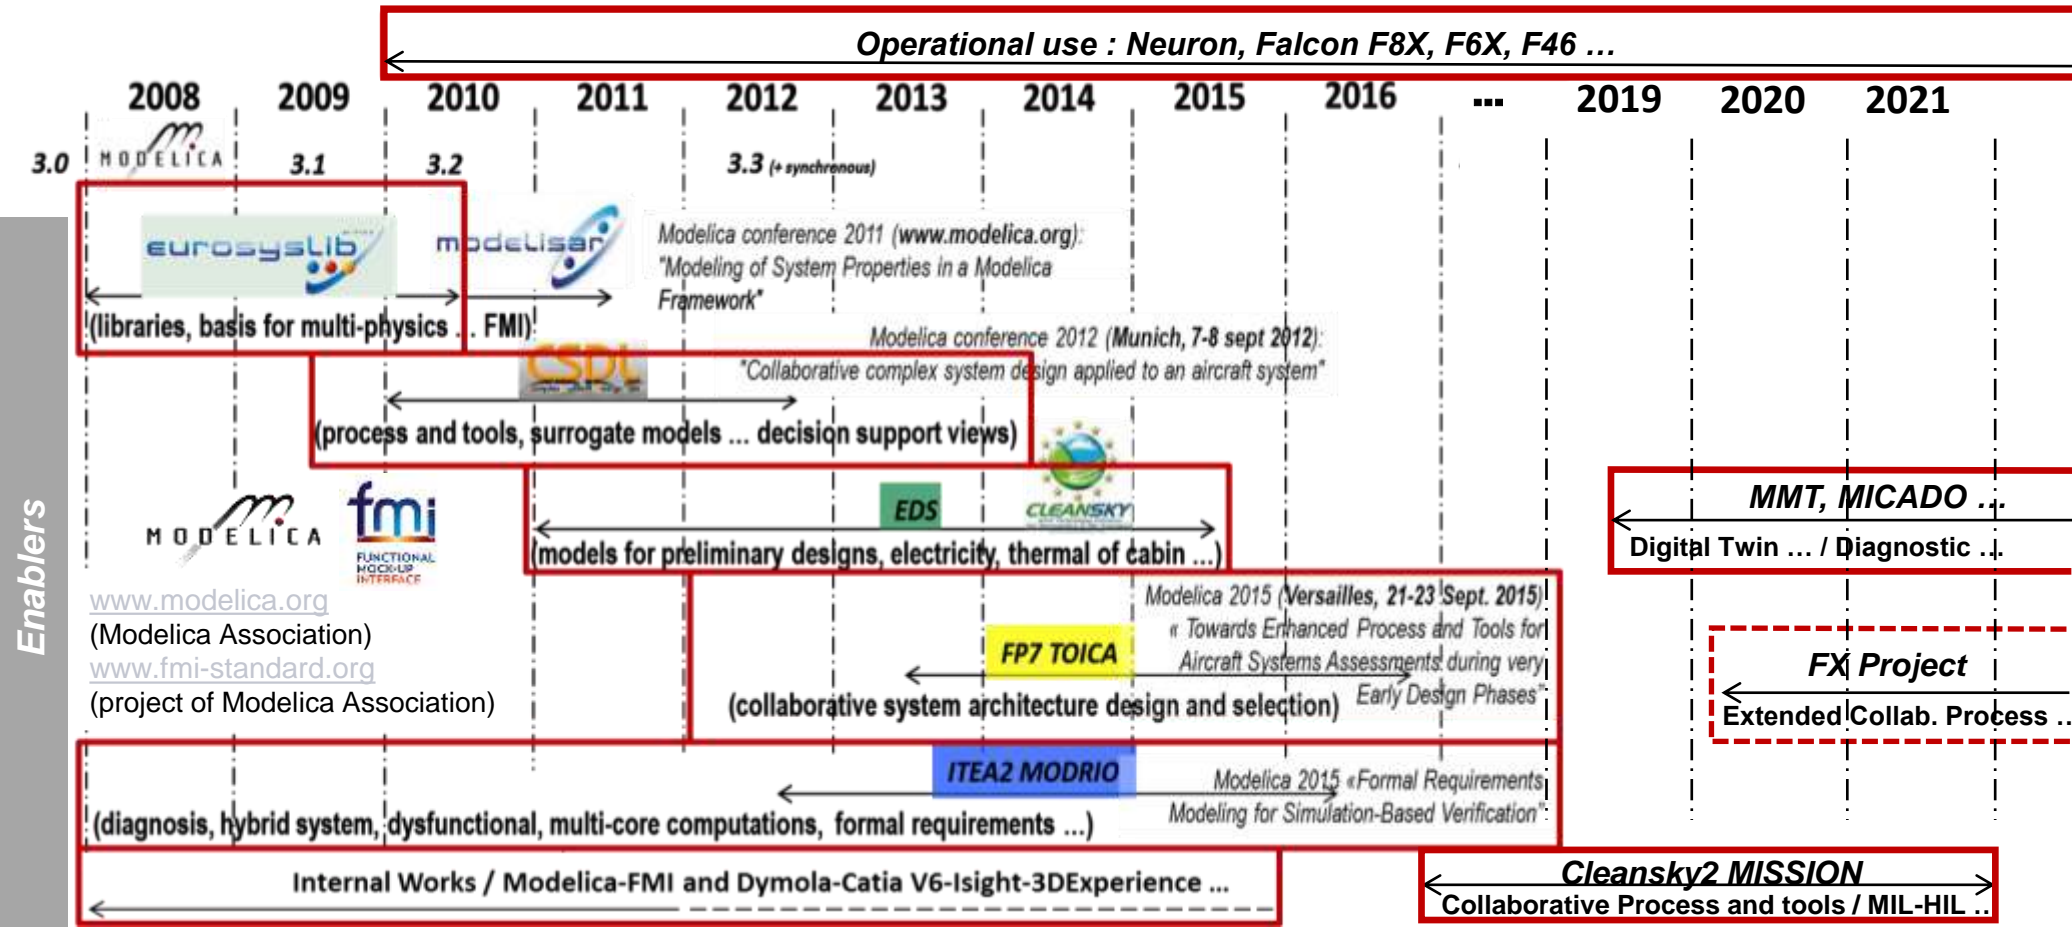 Operational use : Neuron, Falcon F8X, F6X, F46 ...
2008 2009 2010 2011 2012 2013 2014 2015 2016 ... 2019 2020 2021
3.0 MODELICA 3.1 3.2 3.3 (+ synchronous)
eurosysLib modeLisar
Modelica conference 2011 (www.modelica.org):
"Modeling of System Properties in a Modelica
Framework"
(libraries, basis for multi-physics ... FMI)
Modelica conference 2012 (Munich, 7-8 sept 2012):
"Collaborative complex system design applied to an aircraft system"
CSDL
(process and tools, surrogate models ... decision support views)
Enablers
MODELICA
fmi
FUNCTIONAL
MOCK-UP
INTERFACE
EDS
CLEANSKY
(models for preliminary designs, electricity, thermal of cabin ...)
MMT, MICADO ...
Digital Twin ... / Diagnostic ...
www.modelica.org
(Modelica Association)
www.fmi-standard.org
(project of Modelica Association)
Modelica 2015 (Versailles, 21-23 Sept. 2015)
« Towards Enhanced Process and Tools for
Aircraft Systems Assessments during very
Early Design Phases"
FP7 TOICA
(collaborative system architecture design and selection)
FX Project
Extended Collab. Process ...
ITEA2 MODRIO
Modelica 2015 «Formal Requirements
Modeling for Simulation-Based Verification"
(diagnosis, hybrid system, dysfunctional, multi-core computations, formal requirements ...)
Internal Works / Modelica-FMI and Dymola-Catia V6-Isight-3DExperience ...
Cleansky2 MISSION
Collaborative Process and tools / MIL-HIL ...